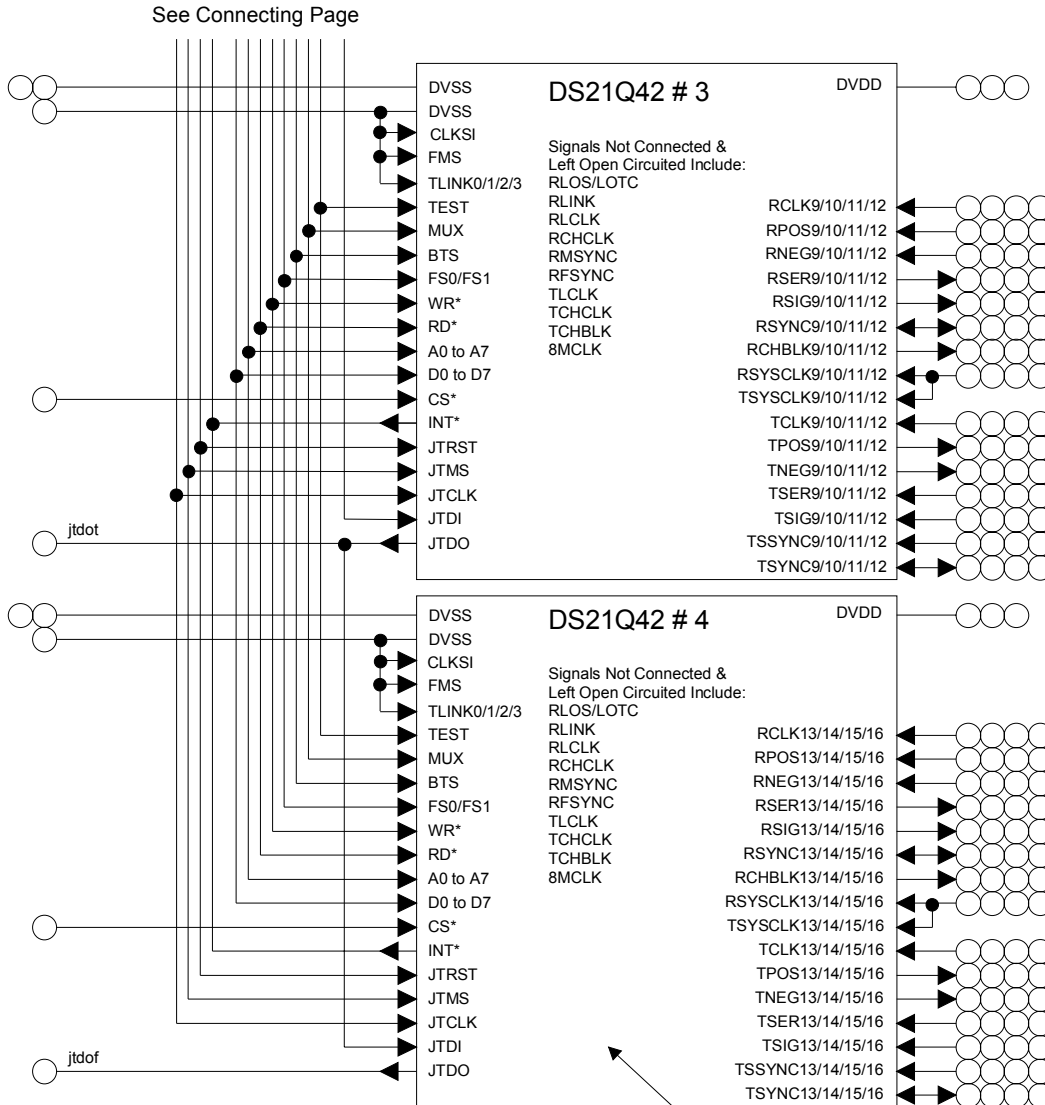 See Connecting Page
DS21Q42 # 3
DVSS
DVSS
CLKSI
FMS
TLINK0/1/2/3
TEST
MUX
BTS
FS0/FS1
WR*
RD*
A0 to A7
D0 to D7
CS*
INT*
JTRST
JTMS
JTCLK
JTDI
JTDO
jtdot
Signals Not Connected &
Left Open Circuited Include:
RLOS/LOTC
RLINK
RLCLK
RCHCLK
RMSYNC
RFSYNC
TLCLK
TCHCLK
TCHBLK
8MCLK
DVDD
RCLK9/10/11/12
RPOS9/10/11/12
RNEG9/10/11/12
RSER9/10/11/12
RSIG9/10/11/12
RSYNC9/10/11/12
RCHBLK9/10/11/12
RSYSCLK9/10/11/12
TSYSCLK9/10/11/12
TCLK9/10/11/12
TPOS9/10/11/12
TNEG9/10/11/12
TSER9/10/11/12
TSIG9/10/11/12
TSSYNC9/10/11/12
TSYNC9/10/11/12
DS21Q42 # 4
DVSS
DVSS
CLKSI
FMS
TLINK0/1/2/3
TEST
MUX
BTS
FS0/FS1
WR*
RD*
A0 to A7
D0 to D7
CS*
INT*
JTRST
JTMS
JTCLK
JTDI
JTDO
jtdof
Signals Not Connected &
Left Open Circuited Include:
RLOS/LOTC
RLINK
RLCLK
RCHCLK
RMSYNC
RFSYNC
TLCLK
TCHCLK
TCHBLK
8MCLK
DVDD
RCLK13/14/15/16
RPOS13/14/15/16
RNEG13/14/15/16
RSER13/14/15/16
RSIG13/14/15/16
RSYNC13/14/15/16
RCHBLK13/14/15/16
RSYSCLK13/14/15/16
TSYSCLK13/14/15/16
TCLK13/14/15/16
TPOS13/14/15/16
TNEG13/14/15/16
TSER13/14/15/16
TSIG13/14/15/16
TSSYNC13/14/15/16
TSYNC13/14/15/16